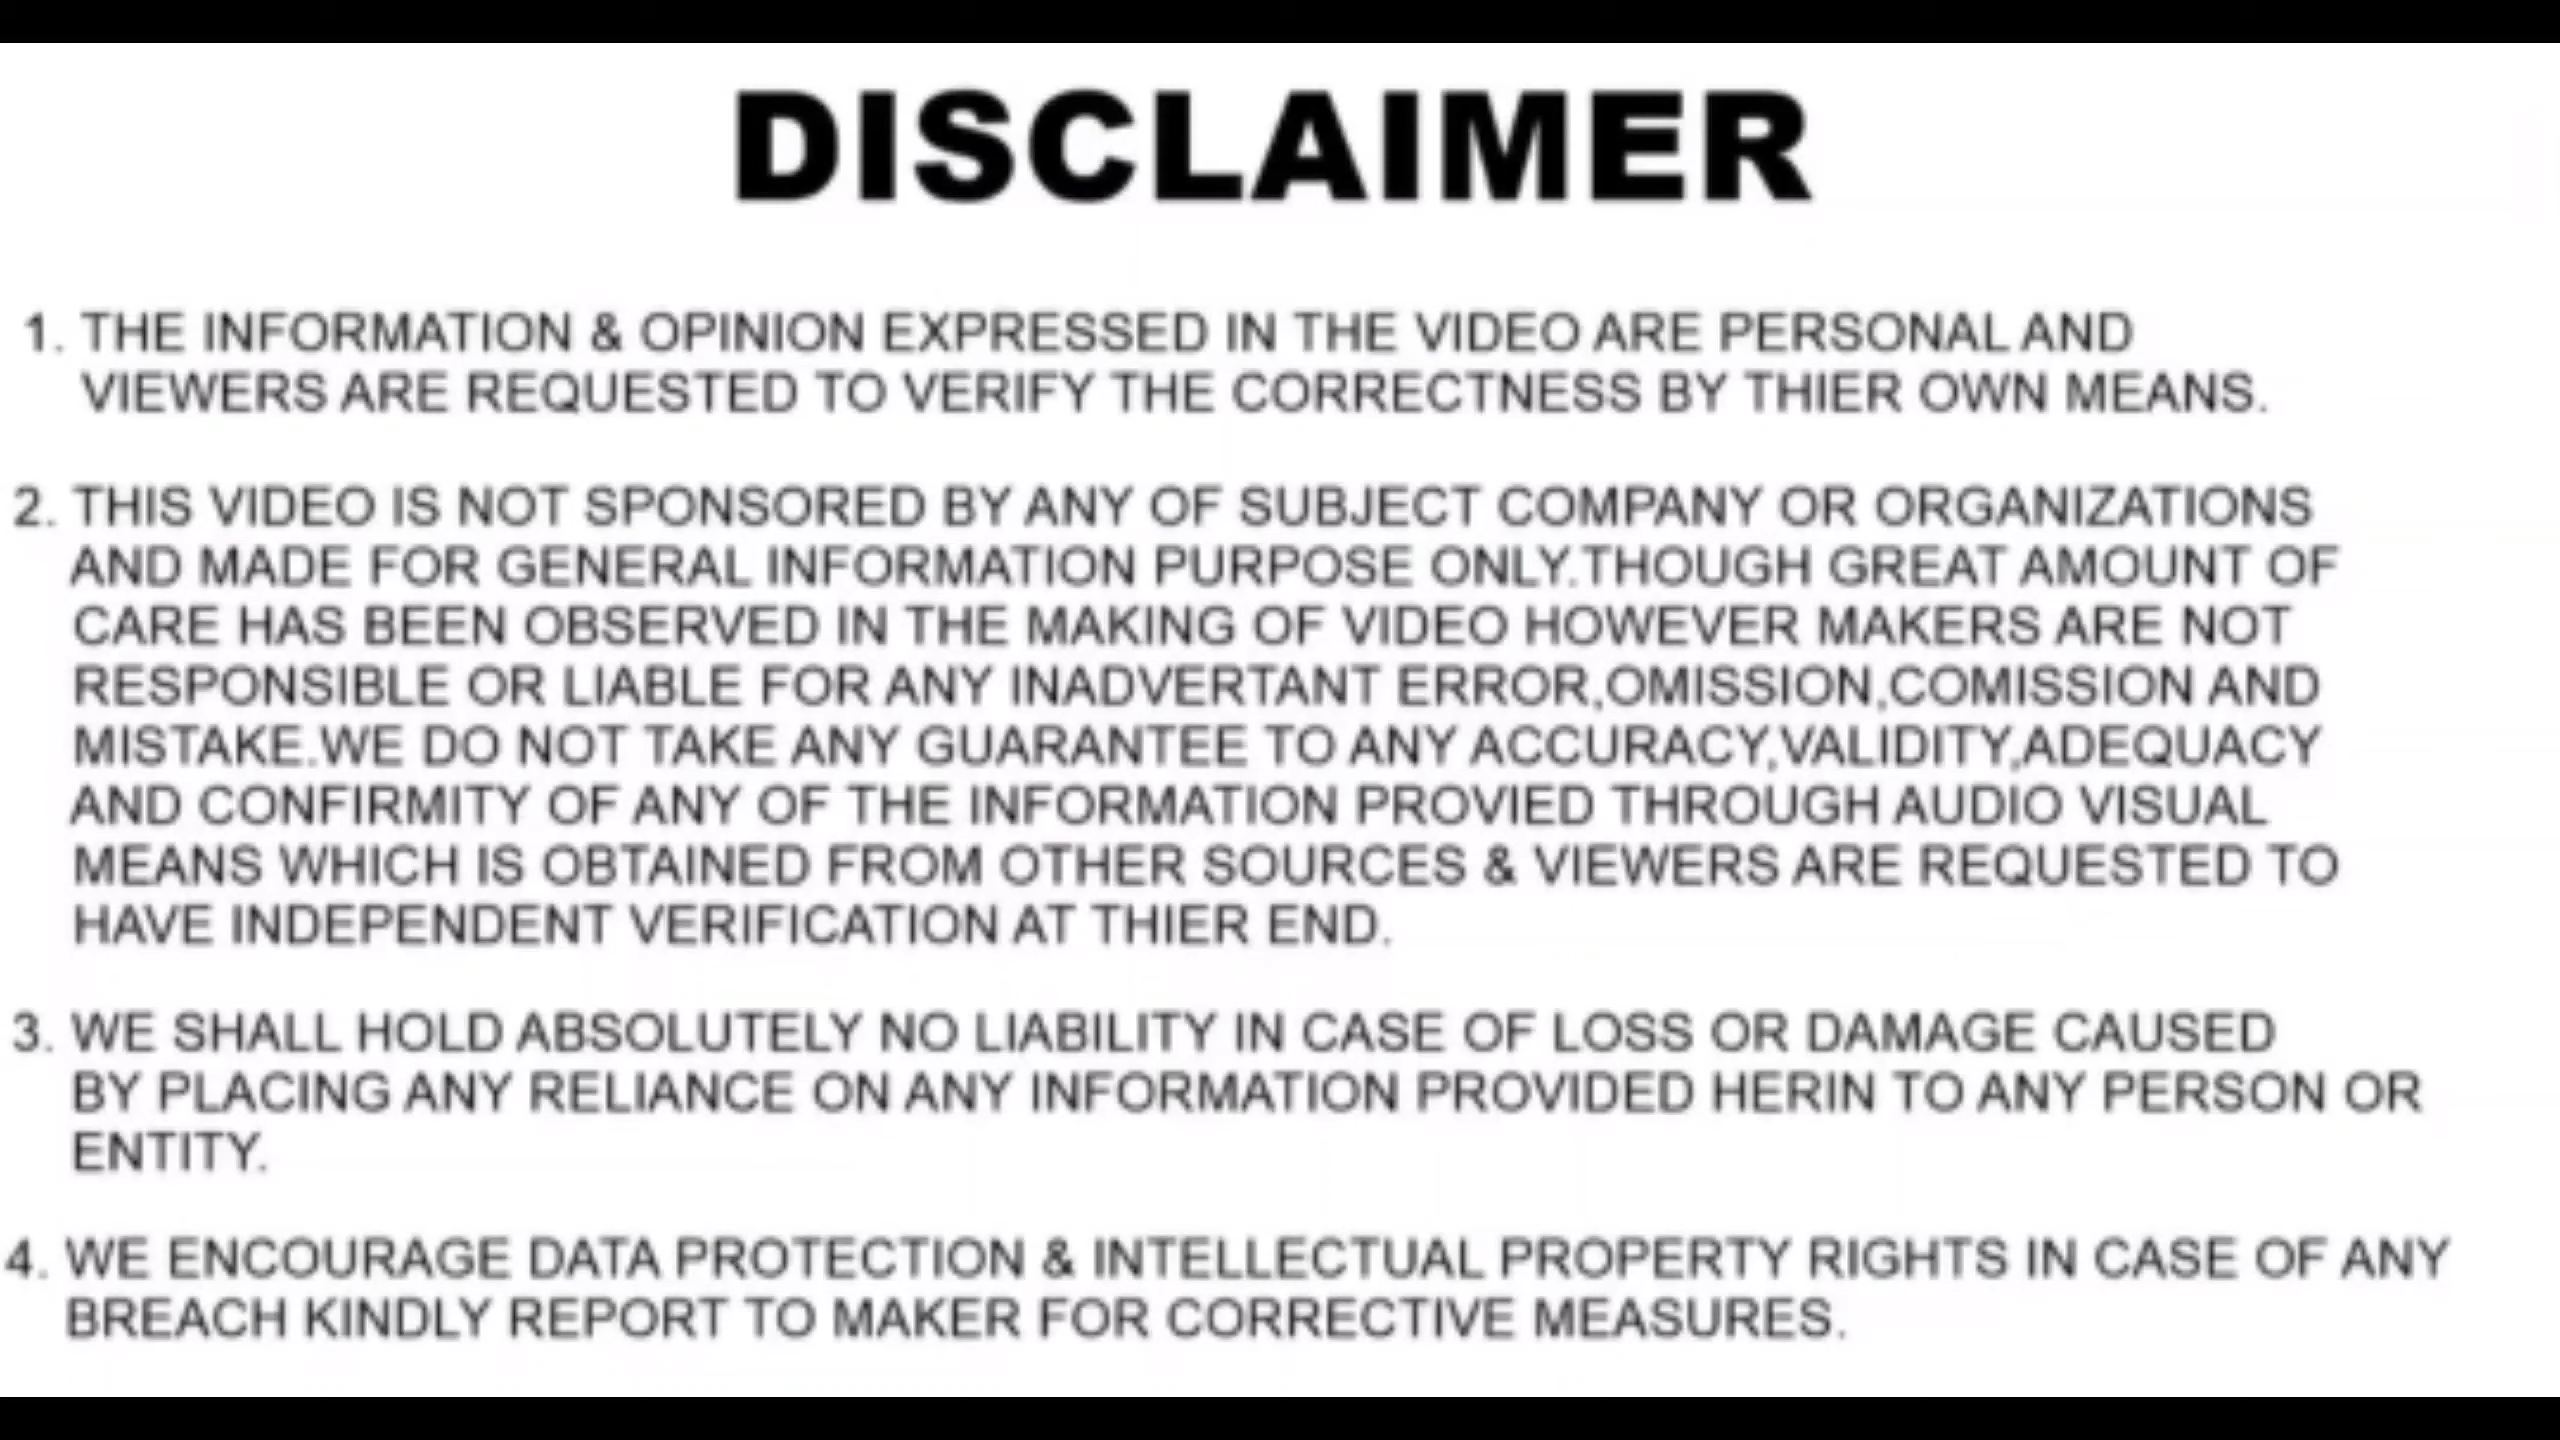 DISCLAIMER
1. THE INFORMATION & OPINION EXPRESSED IN THE VIDEO ARE PERSONAL AND
VIEWERS ARE REQUESTED TO VERIFY THE CORRECTNESS BY THIER OWN MEANS.
2. THIS VIDEO IS NOT SPONSORED BY ANY OF SUBJECT COMPANY OR ORGANIZATIONS
AND MADE FOR GENERAL INFORMATION PURPOSE ONLY.THOUGH GREAT AMOUNT OF
CARE HAS BEEN OBSERVED IN THE MAKING OF VIDEO HOWEVER MAKERS ARE NOT
RESPONSIBLE OR LIABLE FOR ANY INADVERTANT ERROR,OMISSION,COMISSION AND
MISTAKE.WE DO NOT TAKE ANY GUARANTEE TO ANY ACCURACY,VALIDITY,ADEQUACY
AND CONFIRMITY OF ANY OF THE INFORMATION PROVIED THROUGH AUDIO VISUAL
MEANS WHICH IS OBTAINED FROM OTHER SOURCES & VIEWERS ARE REQUESTED TO
HAVE INDEPENDENT VERIFICATION AT THIER END.
3. WE SHALL HOLD ABSOLUTELY NO LIABILITY IN CASE OF LOSS OR DAMAGE CAUSED
BY PLACING ANY RELIANCE ON ANY INFORMATION PROVIDED HERIN TO ANY PERSON OR
ENTITY.
4. WE ENCOURAGE DATA PROTECTION & INTELLECTUAL PROPERTY RIGHTS IN CASE OF ANY
BREACH KINDLY REPORT TO MAKER FOR CORRECTIVE MEASURES.